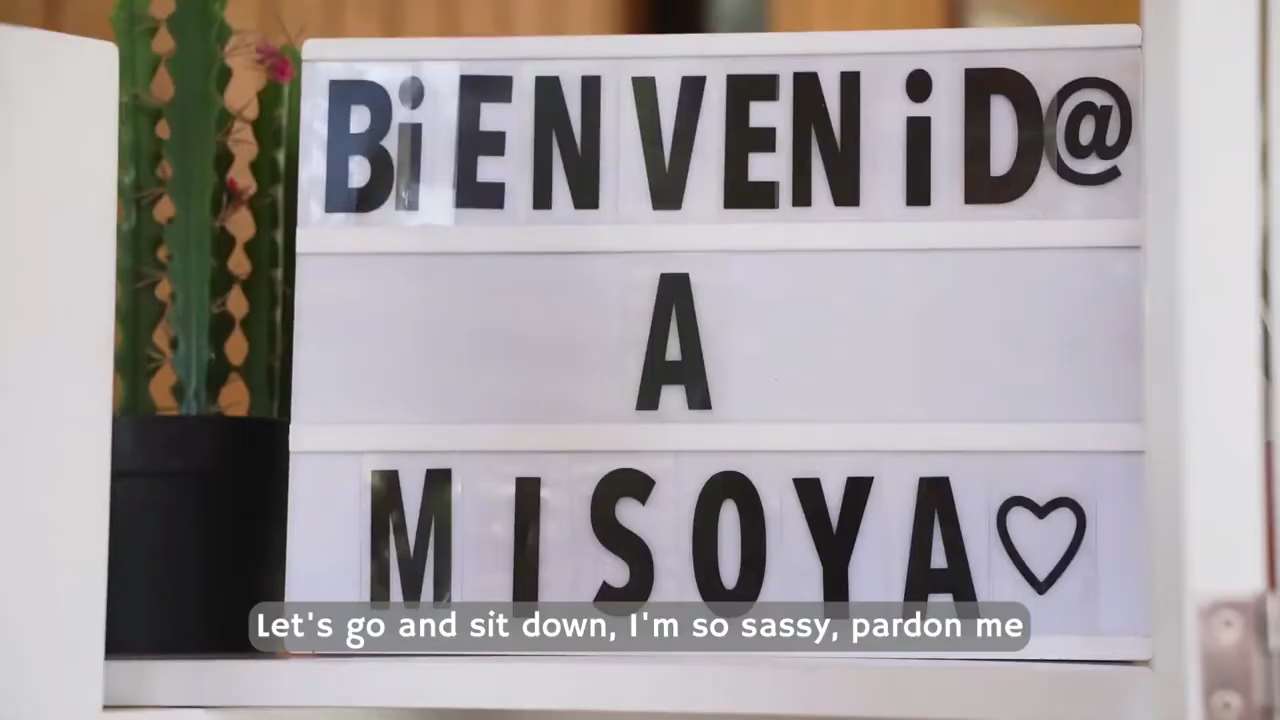 BiENVENiD@
A
MISOYA♡
Let's go and sit down, I'm so sassy, pardon me